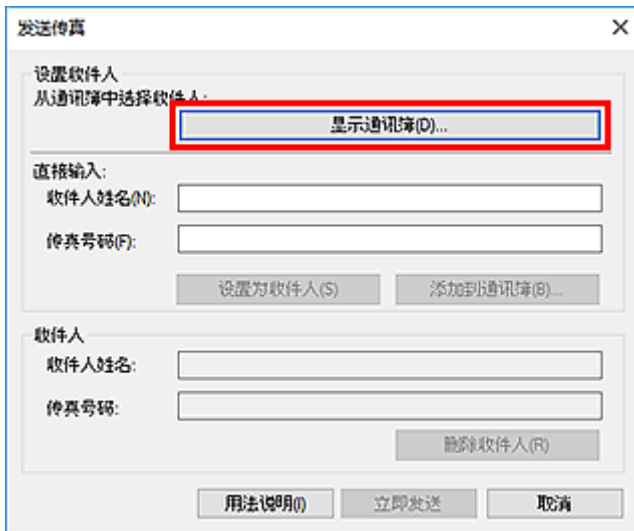 发送传真
设置收件人
从通讯簿中选择收件人:
显示通讯簿(D)...
直接输入:
收件人姓名(N):
传真号码(F):
设置为收件人(S)
添加到通讯簿(B)...
收件人
收件人姓名:
传真号码:
删除收件人(R)
用法说明(I)
立即发送
取消